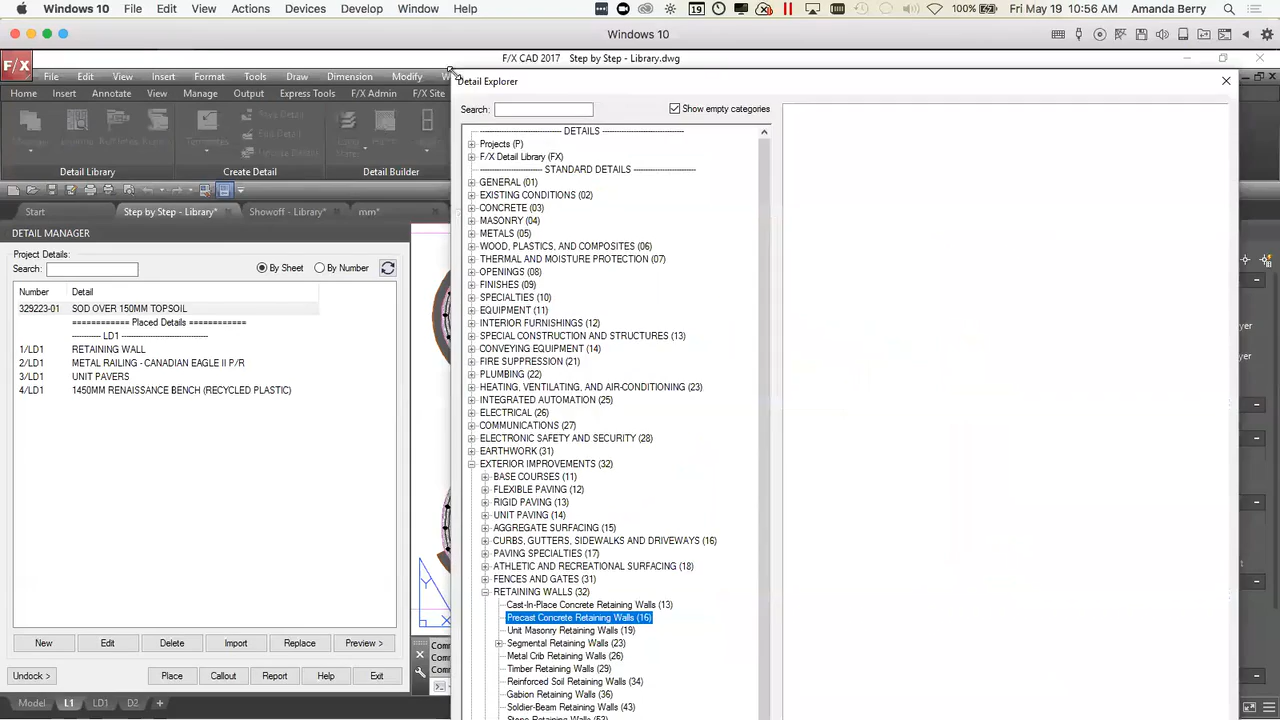 Windows 10 File Edit View Actions Devices Develop Window Help 19 100% Fri May 19 10:56 AM Amanda Berry
Windows 10
F/X CAD 2017 Step by Step - Library.dwg
F/X
File Edit View Insert Format Tools Draw Dimension Modify
Home Insert Annotate View Manage Output Express Tools F/X Admin F/X Site
Detail Library Create Detail Detail Builder
Start Step by Step - Library* Showoff - Library* mm*
DETAIL MANAGER
Project Details:
Search: By Sheet By Number
Number Detail
329223-01 SOD OVER 150MM TOPSOIL
============ Placed Details ============
---------- LD1 ----------
1/LD1 RETAINING WALL
2/LD1 METAL RAILING - CANADIAN EAGLE II P/R
3/LD1 UNIT PAVERS
4/LD1 1450MM RENAISSANCE BENCH (RECYCLED PLASTIC)
New Edit Delete Import Replace Preview >
Undock > Place Callout Report Help Exit
Model L1 LD1 D2 +
Comm
Comm
Com
Y
X
Detail Explorer
Search: Show empty categories
DETAILS
Projects (P)
F/X Detail Library (FX)
STANDARD DETAILS
GENERAL (01)
EXISTING CONDITIONS (02)
CONCRETE (03)
MASONRY (04)
METALS (05)
WOOD, PLASTICS, AND COMPOSITES (06)
THERMAL AND MOISTURE PROTECTION (07)
OPENINGS (08)
FINISHES (09)
SPECIALTIES (10)
EQUIPMENT (11)
INTERIOR FURNISHINGS (12)
SPECIAL CONSTRUCTION AND STRUCTURES (13)
CONVEYING EQUIPMENT (14)
FIRE SUPPRESSION (21)
PLUMBING (22)
HEATING, VENTILATING, AND AIR-CONDITIONING (23)
INTEGRATED AUTOMATION (25)
ELECTRICAL (26)
COMMUNICATIONS (27)
ELECTRONIC SAFETY AND SECURITY (28)
EARTHWORK (31)
EXTERIOR IMPROVEMENTS (32)
BASE COURSES (11)
FLEXIBLE PAVING (12)
RIGID PAVING (13)
UNIT PAVING (14)
AGGREGATE SURFACING (15)
CURBS, GUTTERS, SIDEWALKS AND DRIVEWAYS (16)
PAVING SPECIALTIES (17)
ATHLETIC AND RECREATIONAL SURFACING (18)
FENCES AND GATES (31)
RETAINING WALLS (32)
Cast-In-Place Concrete Retaining Walls (13)
Precast Concrete Retaining Walls (16)
Unit Masonry Retaining Walls (19)
Segmental Retaining Walls (23)
Metal Crib Retaining Walls (26)
Timber Retaining Walls (29)
Reinforced Soil Retaining Walls (34)
Gabion Retaining Walls (36)
Soldier-Beam Retaining Walls (43)
yer
yer